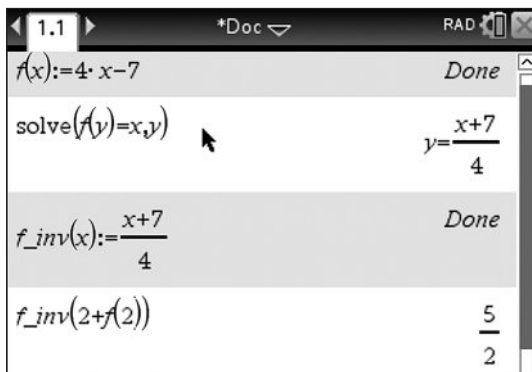 1.1 *Doc RAD
f(x):=4·x−7 Done
solve(f(y)=x,y) y=(x+7)/4
f_inv(x):=(x+7)/4 Done
f_inv(2+f(2)) 5/2